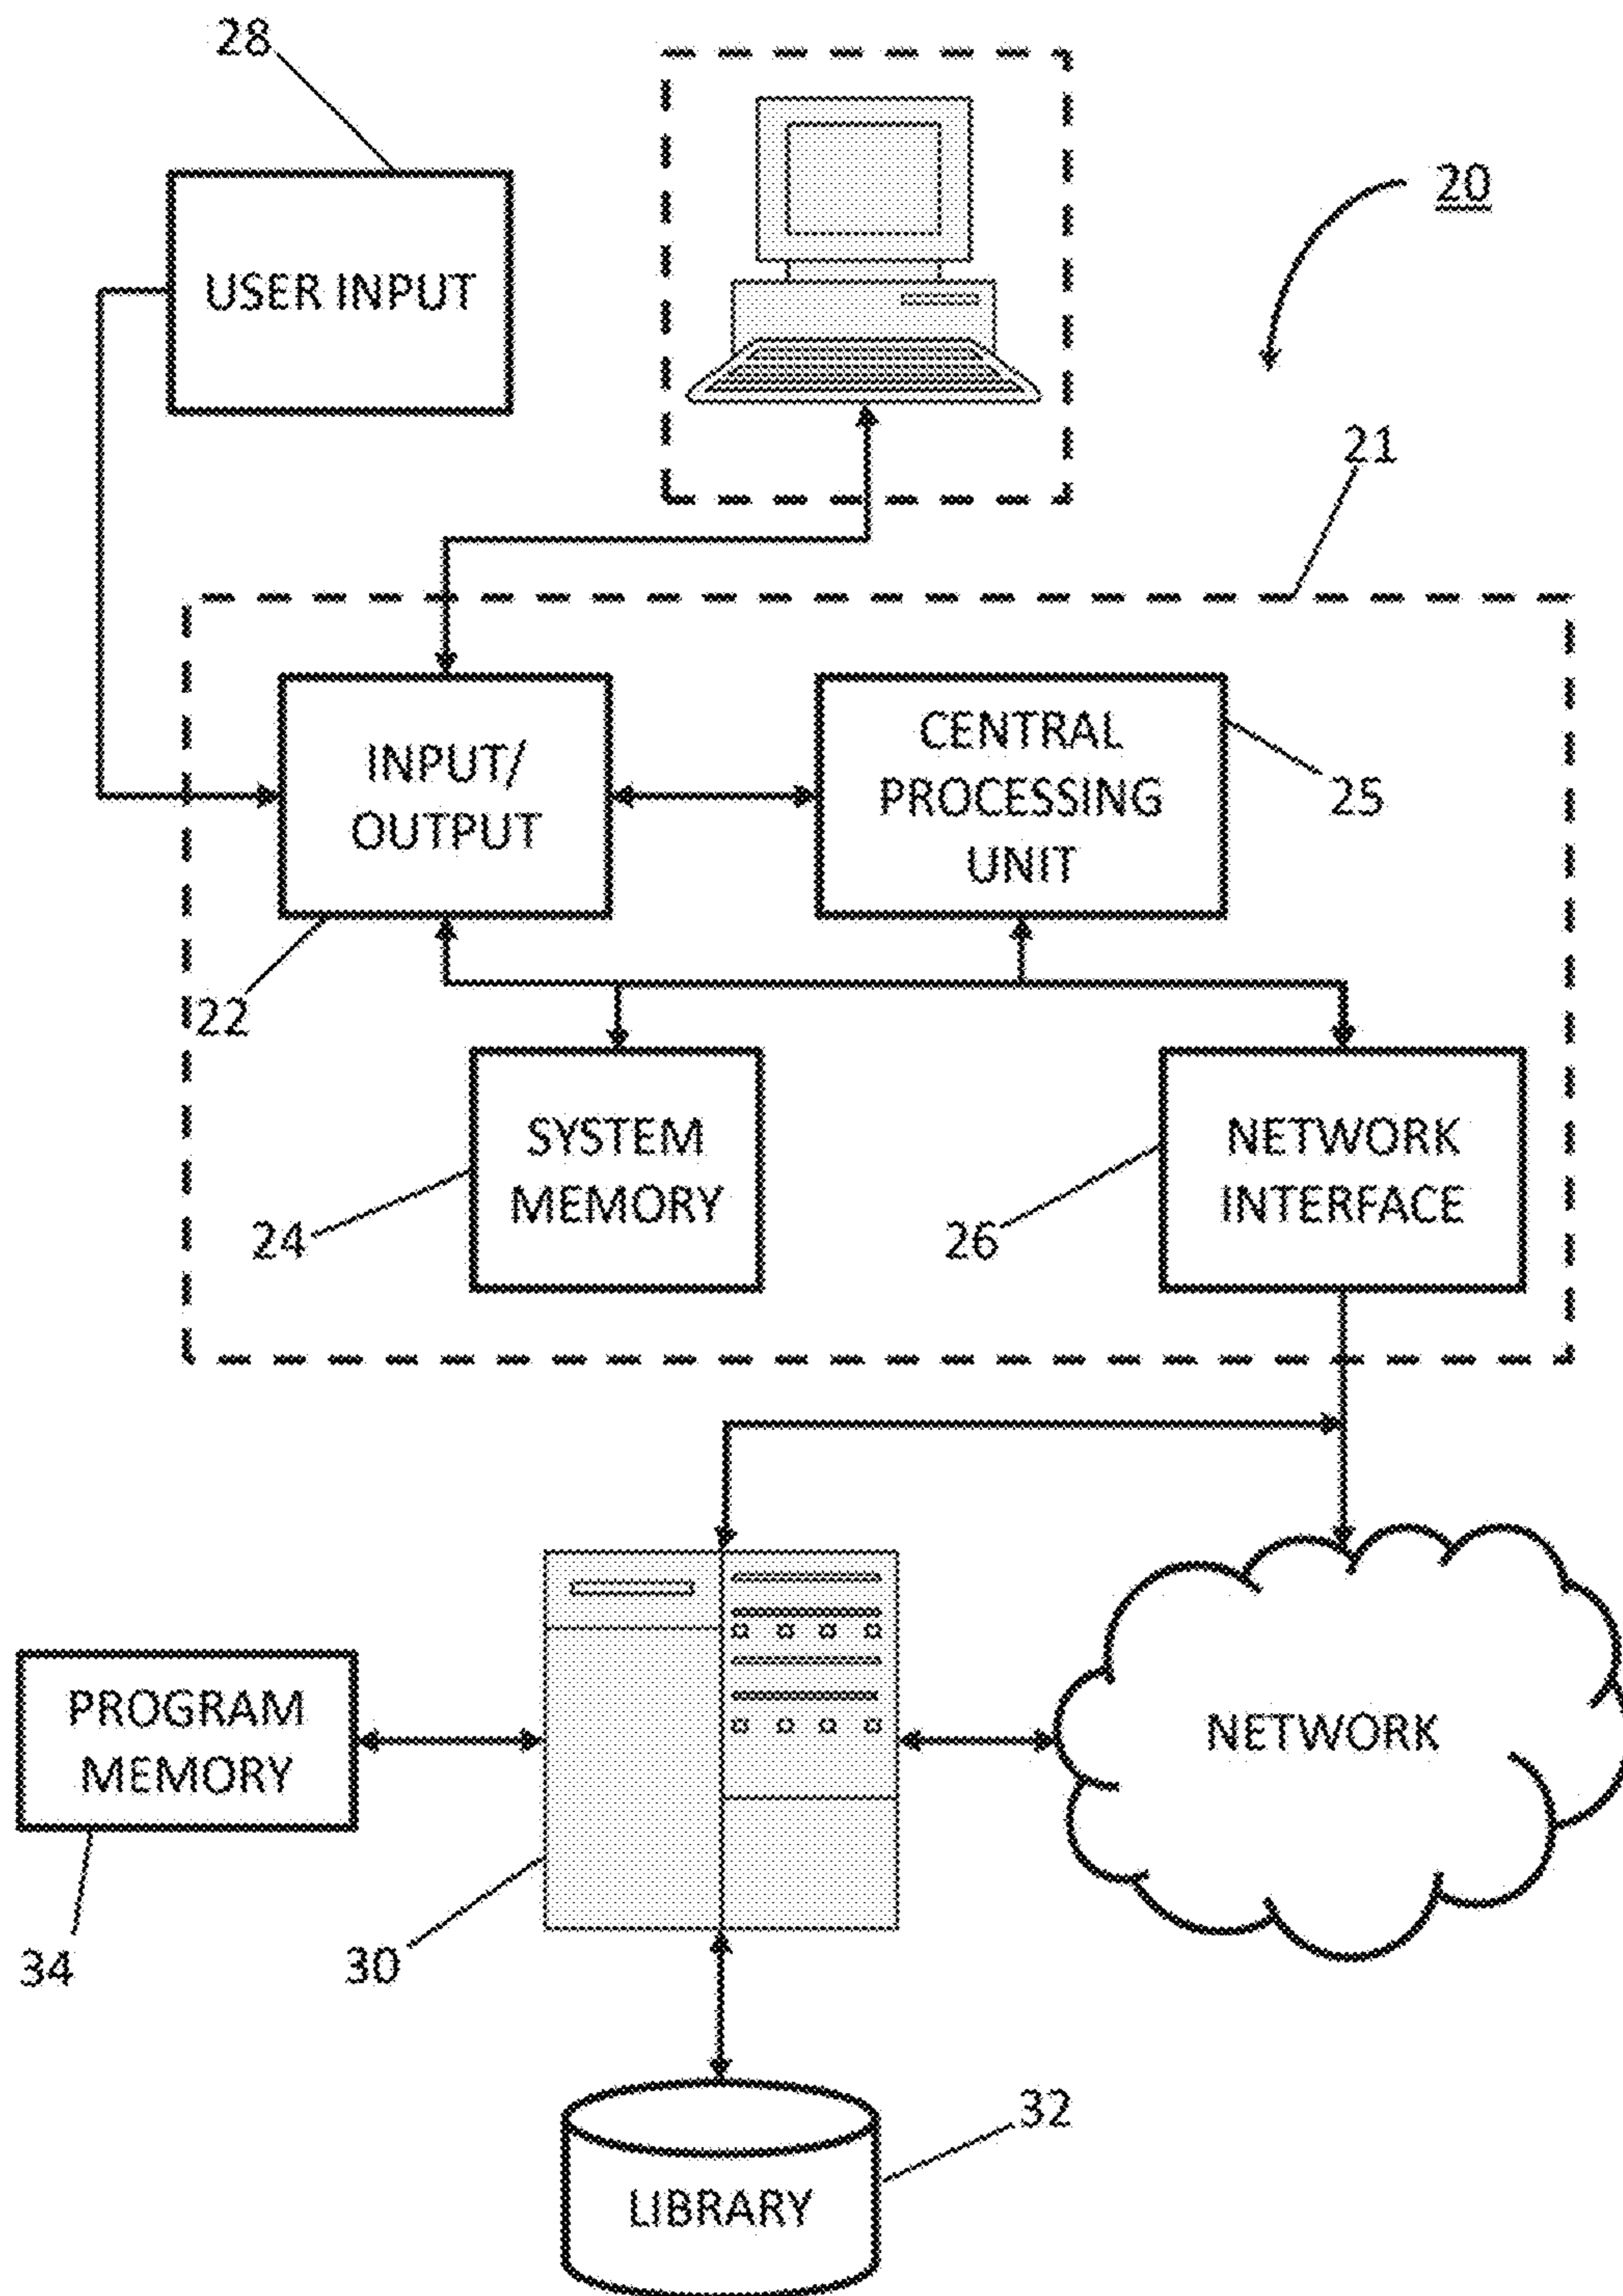 28
20
USER INPUT
21
INPUT/
OUTPUT
CENTRAL
PROCESSING
UNIT
25
22
SYSTEM
MEMORY
NETWORK
INTERFACE
24
26
PROGRAM
MEMORY
NETWORK
34
30
32
LIBRARY